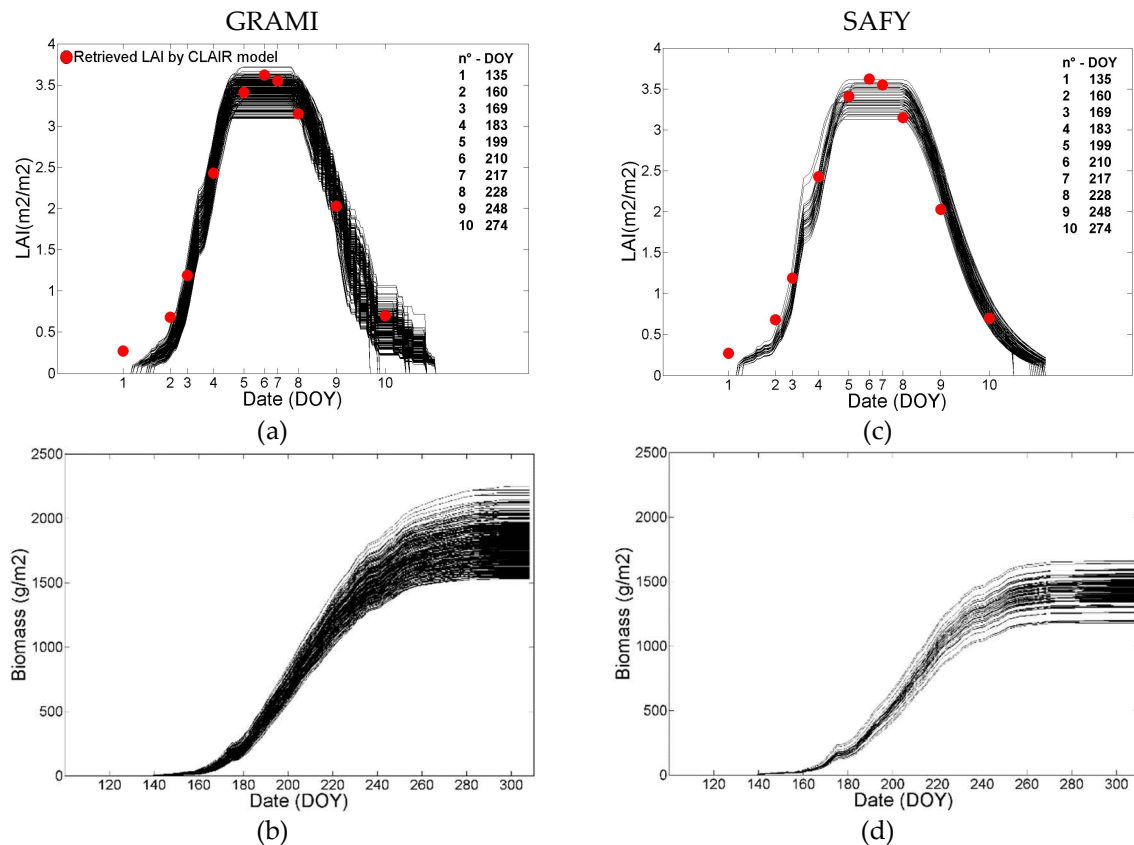 GRAMI
SAFY
4
3.5
3
2.5
2
1.5
1
0.5
0
LAI(m2/m2)
Retrieved LAI by CLAIR model
n° - DOY
1 135
2 160
3 169
4 183
5 199
6 210
7 217
8 228
9 248
10 274
1 2 3 4 5 6 7 8 9 10
Date (DOY)
(a)
4
3.5
3
2.5
2
1.5
1
0.5
0
LAI(m2/m2)
n° - DOY
1 135
2 160
3 169
4 183
5 199
6 210
7 217
8 228
9 248
10 274
1 2 3 4 5 6 7 8 9 10
Date (DOY)
(c)
2500
2000
1500
1000
500
0
Biomass (g/m2)
120 140 160 180 200 220 240 260 280 300
Date (DOY)
(b)
2500
2000
1500
1000
500
0
Biomass (g/m2)
120 140 160 180 200 220 240 260 280 300
Date (DOY)
(d)